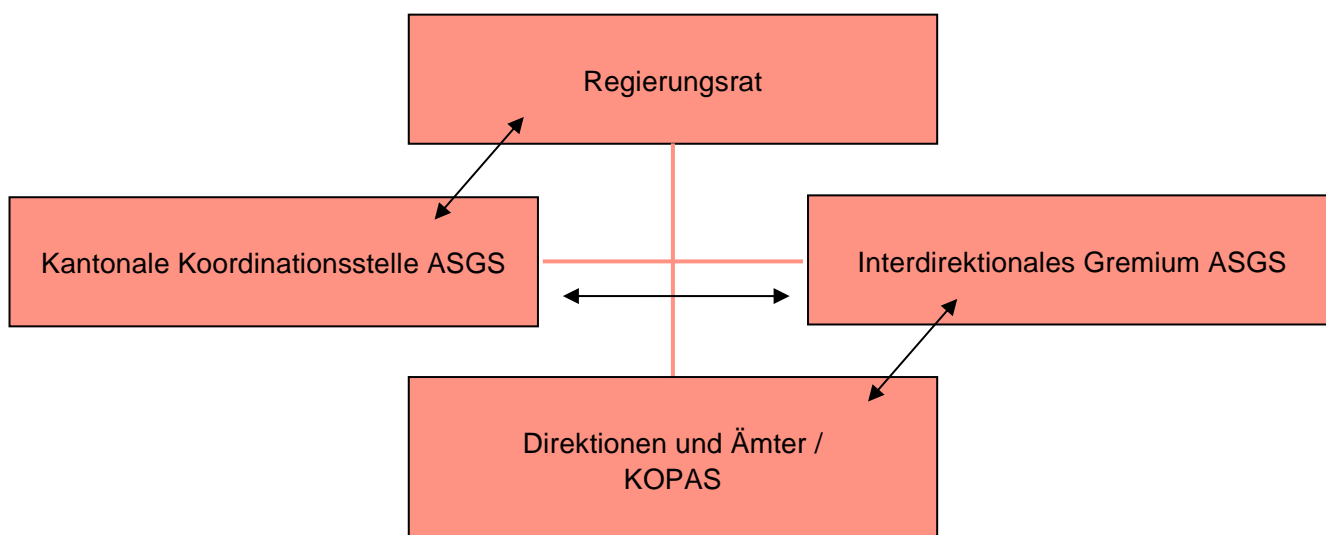 Regierungsrat
Kantonale Koordinationsstelle ASGS
Interdirektionales Gremium ASGS
Direktionen und Ämter /
KOPAS